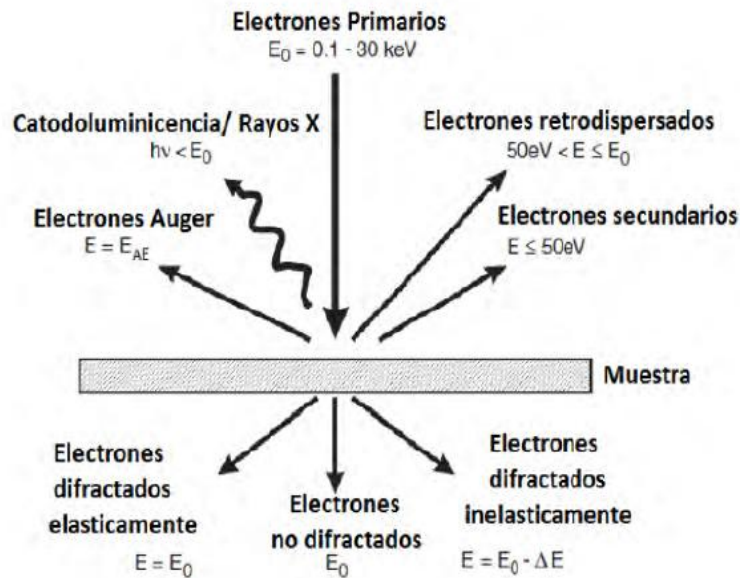 Electrones Primarios
E₀ = 0.1 - 30 keV
Catodoluminicencia/ Rayos X
hν < E₀
Electrones retrodispersados
50eV < E ≤ E₀
Electrones Auger
E = E_AE
Electrones secundarios
E ≤ 50eV
Muestra
Electrones
difractados
elasticamente
E = E₀
Electrones
no difractados
E₀
Electrones
difractados
inelasticamente
E = E₀ - ΔE